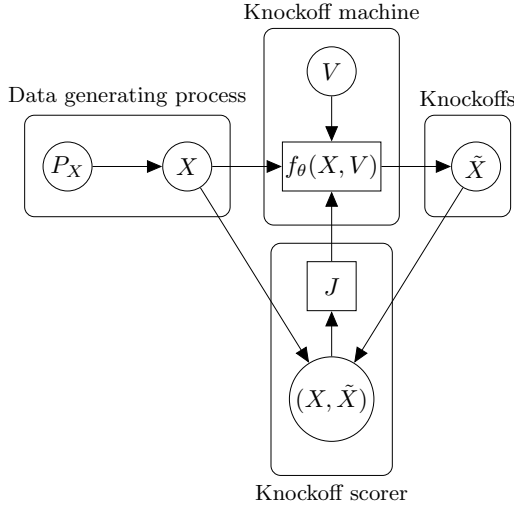 Knockoff machine
V
Data generating process
Knockoffs
P_X
X
f_θ(X, V)
X̃
J
(X, X̃)
Knockoff scorer